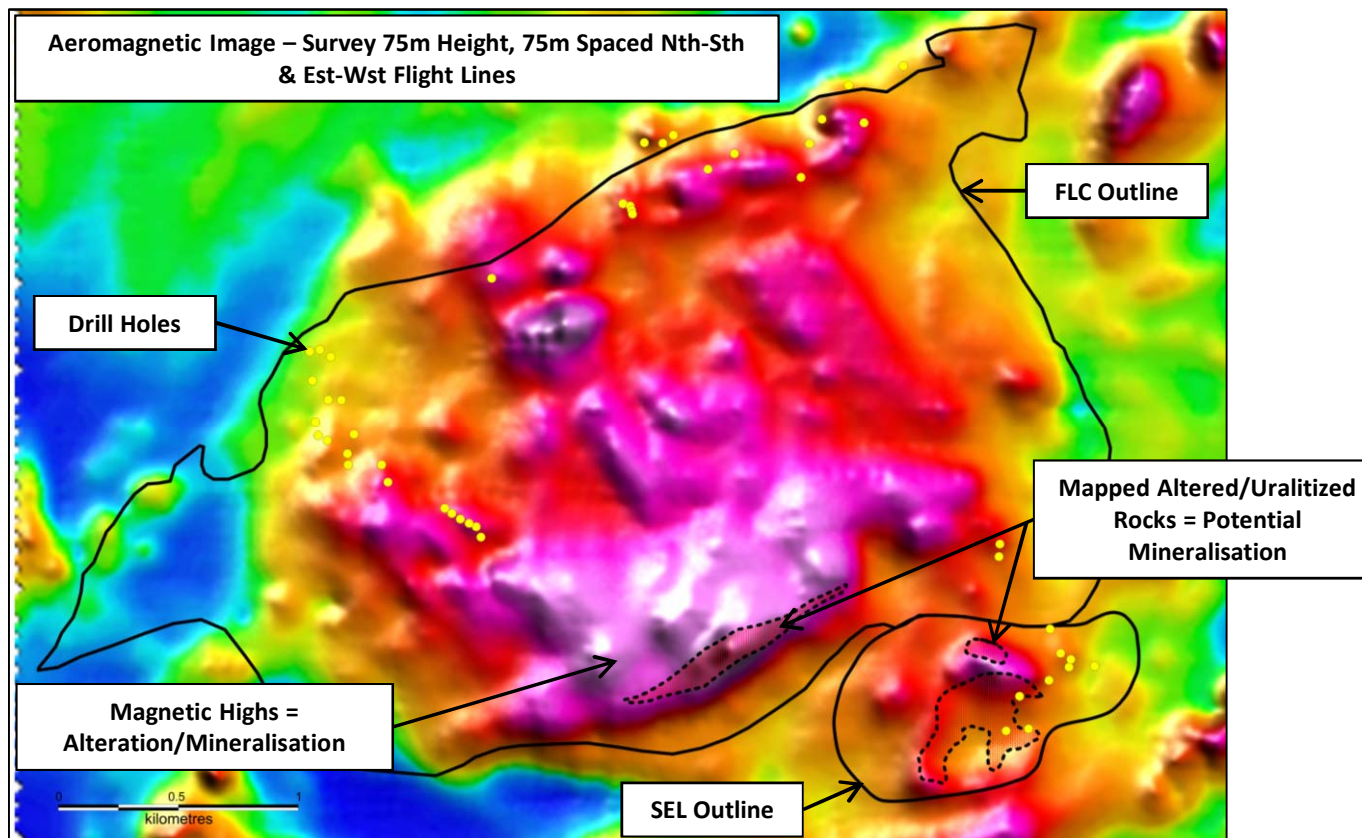 Aeromagnetic Image – Survey 75m Height, 75m Spaced Nth-Sth
& Est-Wst Flight Lines
FLC Outline
Drill Holes
Mapped Altered/Uralitized
Rocks = Potential
Mineralisation
Magnetic Highs =
Alteration/Mineralisation
SEL Outline
0 0.5 1
kilometres